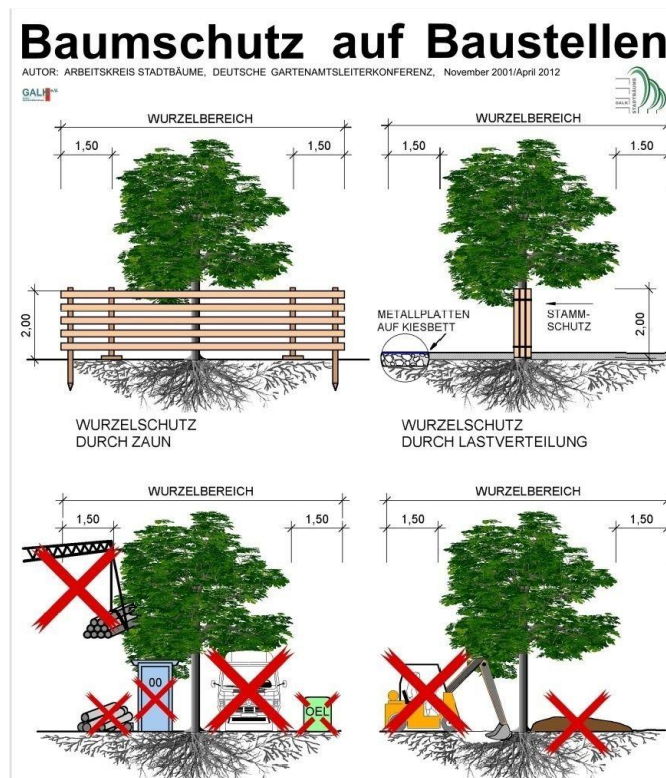 Baumschutz auf Baustellen
AUTOR: ARBEITSKREIS STADTBÄUME, DEUTSCHE GARTENAMTSLEITERKONFERENZ, November 2001/April 2012
GALK
GALK
STADTBÄUME
WURZELBEREICH
1,50
1,50
2,00
WURZELSCHUTZ
DURCH ZAUN
WURZELBEREICH
1,50
1.50
METALLPLATTEN
AUF KIESBETT
STAMM-
SCHUTZ
2,00
WURZELSCHUTZ
DURCH LASTVERTEILUNG
WURZELBEREICH
1,50
1,50
00
OEL
WURZELBEREICH
1,50
1,50